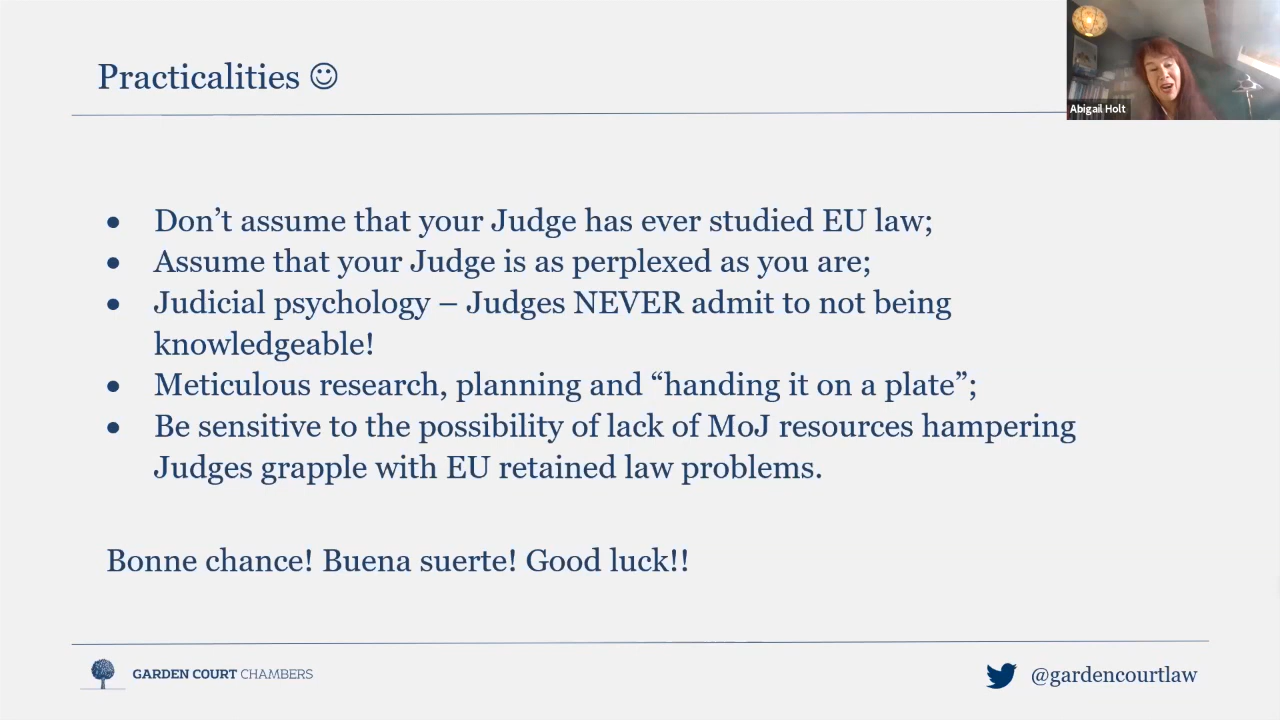 Practicalities ☺
Abigail Holt
• Don’t assume that your Judge has ever studied EU law;
• Assume that your Judge is as perplexed as you are;
• Judicial psychology – Judges NEVER admit to not being
knowledgeable!
• Meticulous research, planning and “handing it on a plate”;
• Be sensitive to the possibility of lack of MoJ resources hampering
Judges grapple with EU retained law problems.
Bonne chance! Buena suerte! Good luck!!
GARDEN COURT CHAMBERS
@gardencourtlaw